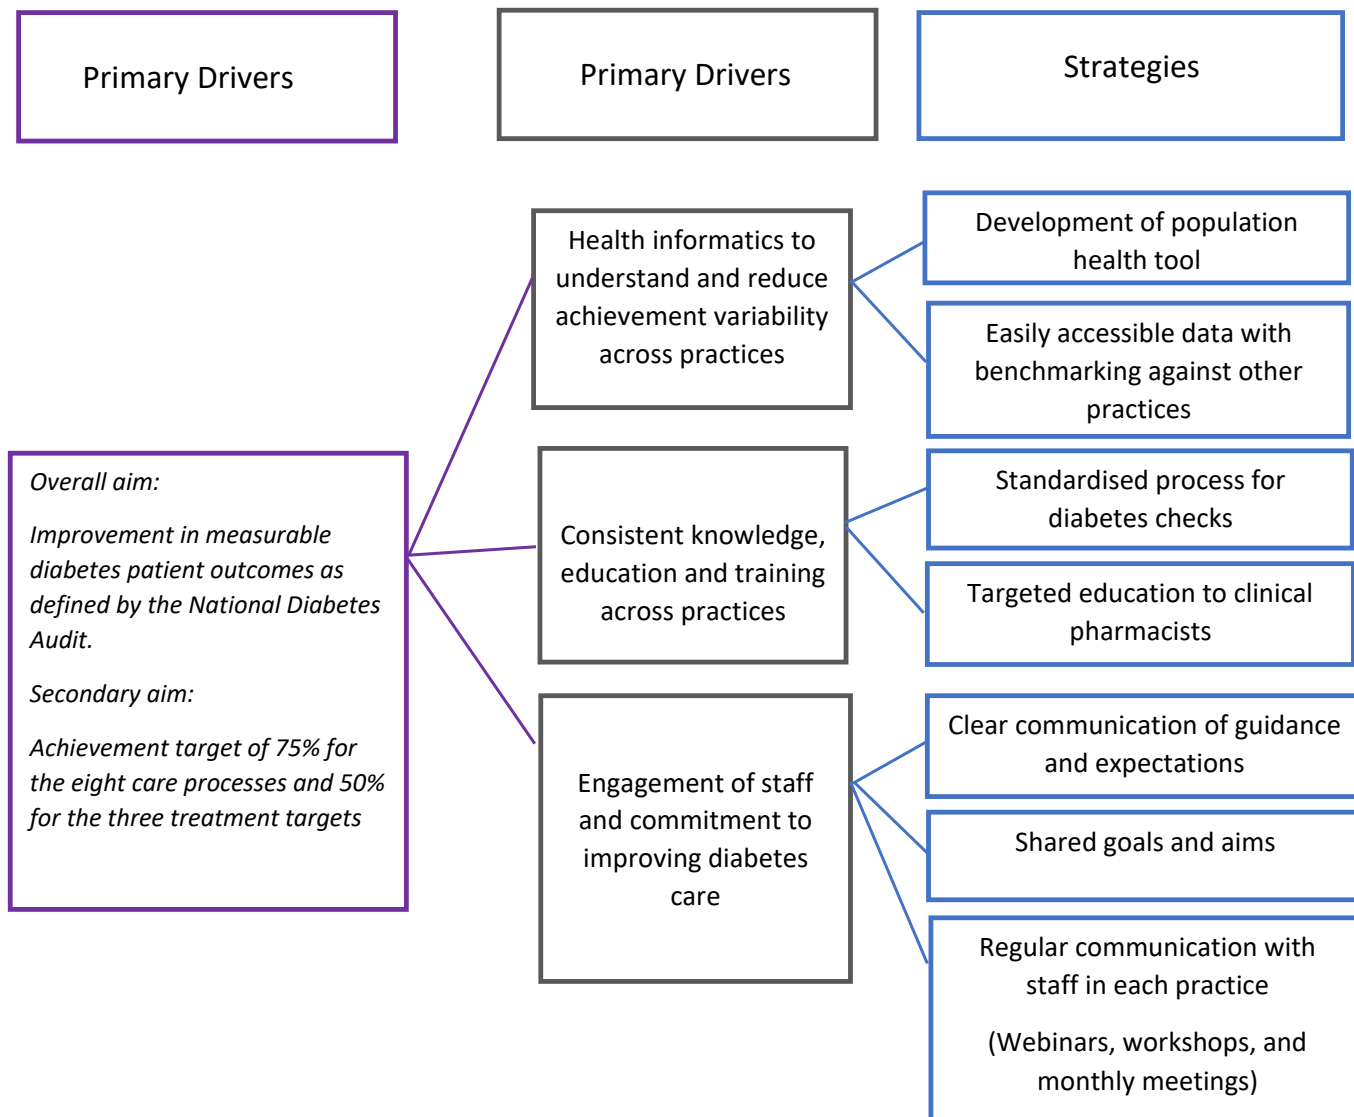 Primary Drivers
Primary Drivers
Strategies
Overall aim:
Improvement in measurable
diabetes patient outcomes as
defined by the National Diabetes
Audit.
Secondary aim:
Achievement target of 75% for
the eight care processes and 50%
for the three treatment targets
Health informatics to
understand and reduce
achievement variability
across practices
Consistent knowledge,
education and training
across practices
Engagement of staff
and commitment to
improving diabetes
care
Development of population
health tool
Easily accessible data with
benchmarking against other
practices
Standardised process for
diabetes checks
Targeted education to clinical
pharmacists
Clear communication of guidance
and expectations
Shared goals and aims
Regular communication with
staff in each practice
(Webinars, workshops, and
monthly meetings)